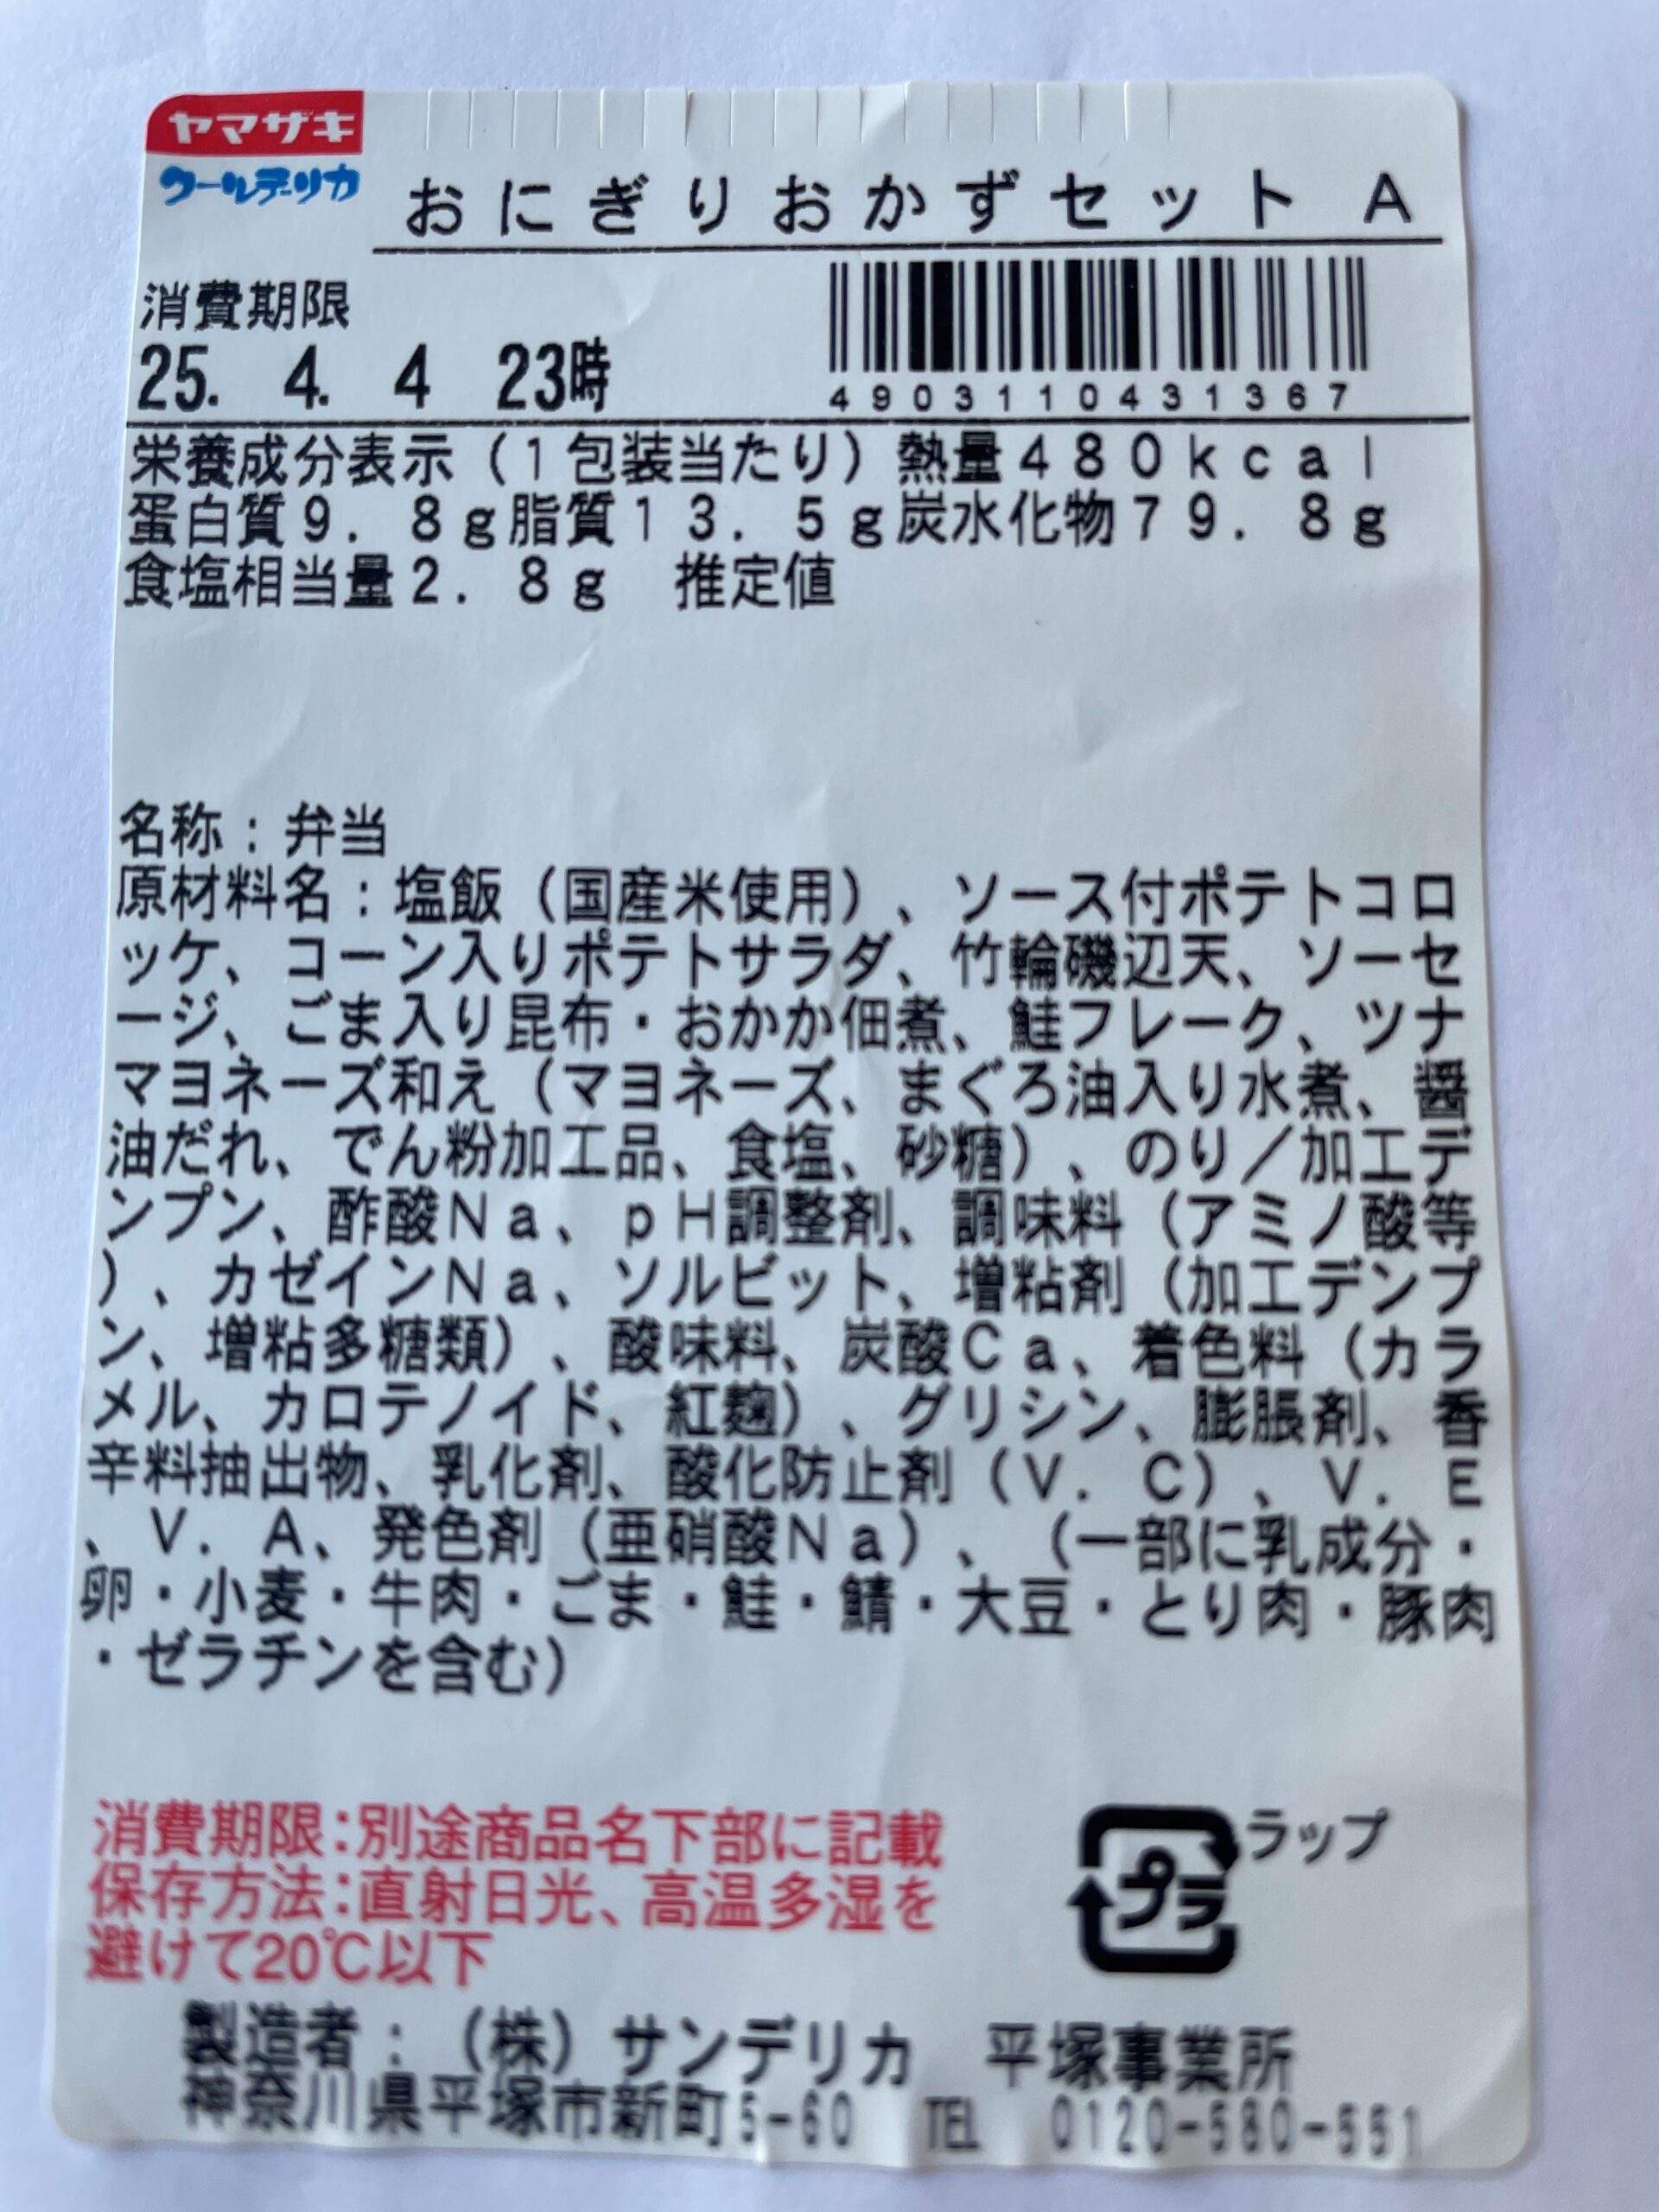 ヤマザキ
クールデリカ
おにぎりおかずセット A
消費期限
25. 4. 4 23時
4903110431367
栄養成分表示(1包装当たり)熱量480kcal
蛋白質9.8g脂質13.5g炭水化物79.8g
食塩相当量2.8g 推定値
名称:弁当
原材料名:塩飯(国産米使用)、ソース付ポテトコロ
ッケ、コーン入りポテトサラダ、竹輪磯辺天、ソーセ
ージ、ごま入り昆布・おかか佃煮、鮭フレーク、ツナ
マヨネーズ和え(マヨネーズ、まぐろ油入り水煮、醤
油だれ、でん粉加工品、食塩、砂糖)、のり/加工デ
ンプン、酢酸Na、pH調整剤、調味料(アミノ酸等
)、カゼインNa、ソルビット、増粘剤(加工デンプ
ン、増粘多糖類)、酸味料、炭酸Ca、着色料(カラ
メル、カロテノイド、紅麹)、グリシン、膨脹剤、香
辛料抽出物、乳化剤、酸化防止剤(V.C)、V.E
、V.A、発色剤(亜硝酸Na)、(一部に乳成分・
卵・小麦・牛肉・ごま・鮭・鯖・大豆・とり肉・豚肉
・ゼラチンを含む)
消費期限:別途商品名下部に記載
保存方法:直射日光、高温多湿を
避けて20℃以下
プラ
ラップ
製造者:(株)サンデリカ 平塚事業所
神奈川県平塚市新町5-60 TEL 0120-580-551